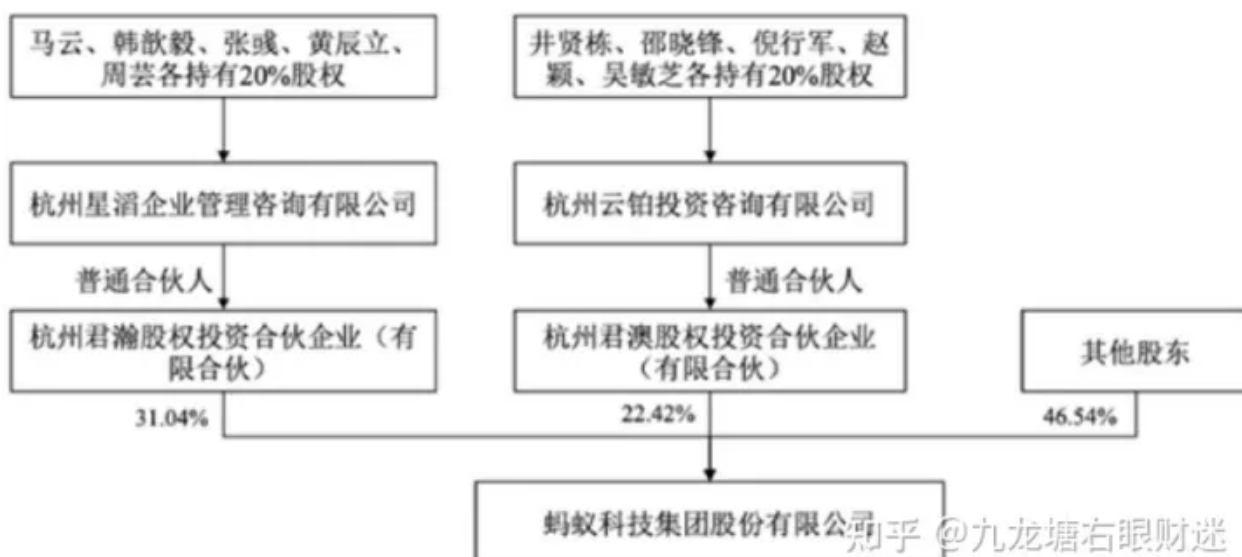 马云、韩歆毅、张彧、黄辰立、
周芸各持有20%股权
井贤栋、邵晓锋、倪行军、赵
颖、吴敏芝各持有20%股权
杭州星滔企业管理咨询有限公司
杭州云铂投资咨询有限公司
普通合伙人
普通合伙人
杭州君瀚股权投资合伙企业（有
限合伙）
杭州君澳股权投资合伙企业
（有限合伙）
其他股东
31.04%
22.42%
46.54%
蚂蚁科技集团股份有限公司
知乎 @九龙塘右眼财迷